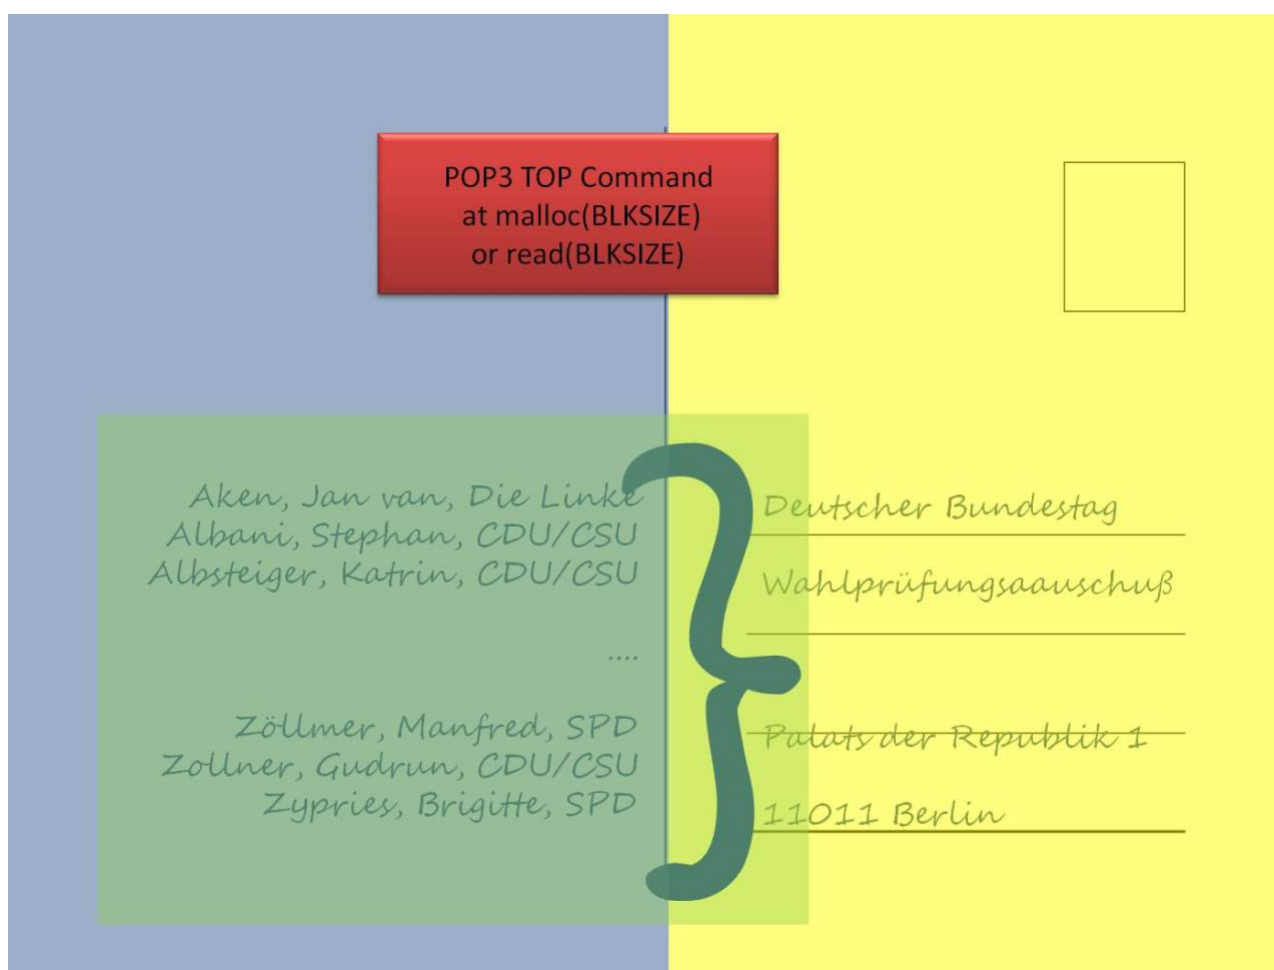 POP3 TOP Command
at malloc(BLKSIZE)
or read(BLKSIZE)
Aken, Jan van, Die Linke
Albani, Stephan, CDU/CSU
Albsteiger, Katrin, CDU/CSU
....
Zöllmer, Manfred, SPD
Zollner, Gudrun, CDU/CSU
Zypries, Brigitte, SPD
Deutscher Bundestag
Wahlprüfungsaauschuß
Palats der Republik 1
11011 Berlin